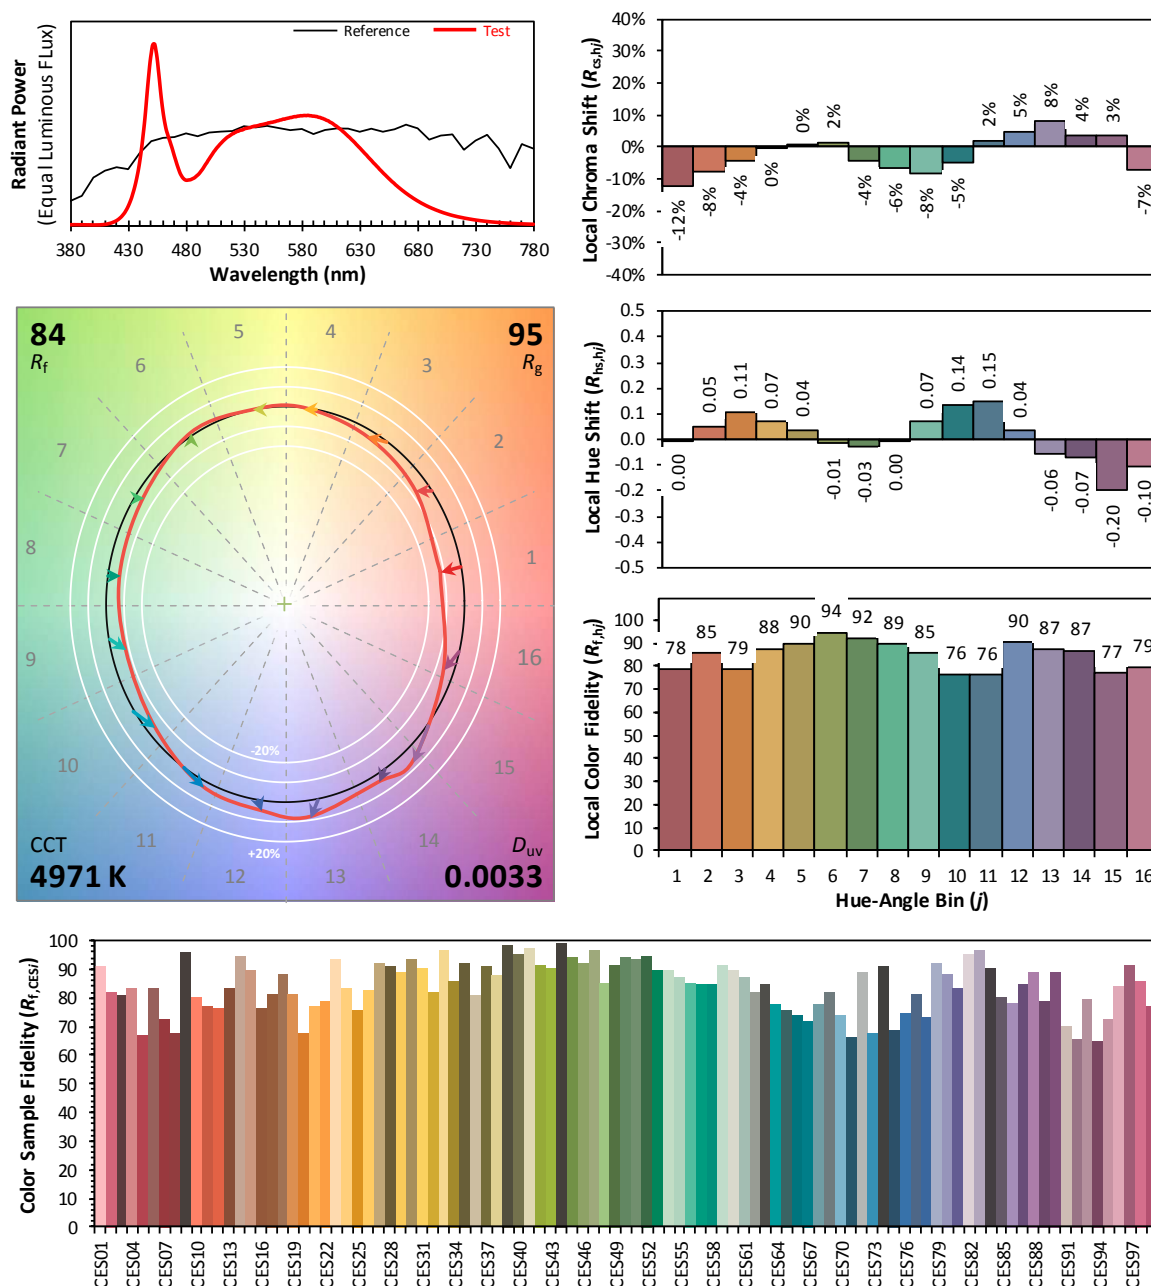 Reference
Test
Radiant Power
(Equal Luminous FLux)
380 430 480 530 580 630 680 730 780
Wavelength (nm)
Local Chroma Shift (Rcs,hj)
40%
30%
20%
10%
0%
-10%
-20%
-30%
-40%
-12% -8% -4% 0% 0% 2% -4% -6% -8% -5% 2% 5% 8% 4% 3% -7%
84
Rf
95
Rg
5 4
6 3
7 2
8 1
9 16
10 15
11 14
12 13
-20%
+20%
CCT
4971 K
Duv
0.0033
Local Hue Shift (Rhs,hj)
0.5
0.4
0.3
0.2
0.1
0.0
-0.1
-0.2
-0.3
-0.4
-0.5
0.00 0.05 0.11 0.07 0.04 -0.01 -0.03 0.00 0.07 0.14 0.15 0.04 -0.06 -0.07 -0.20 -0.10
Local Color Fidelity (Rf,hj)
100
90
80
70
60
50
40
30
20
10
0
78 85 79 88 90 94 92 89 85 76 76 90 87 87 77 79
1 2 3 4 5 6 7 8 9 10 11 12 13 14 15 16
Hue-Angle Bin (j)
Color Sample Fidelity (Rf,CESi)
100
90
80
70
60
50
40
30
20
10
0
CES01 CES04 CES07 CES10 CES13 CES16 CES19 CES22 CES25 CES28 CES31 CES34 CES37 CES40 CES43 CES46 CES49 CES52 CES55 CES58 CES61 CES64 CES67 CES70 CES73 CES76 CES79 CES82 CES85 CES88 CES91 CES94 CES97